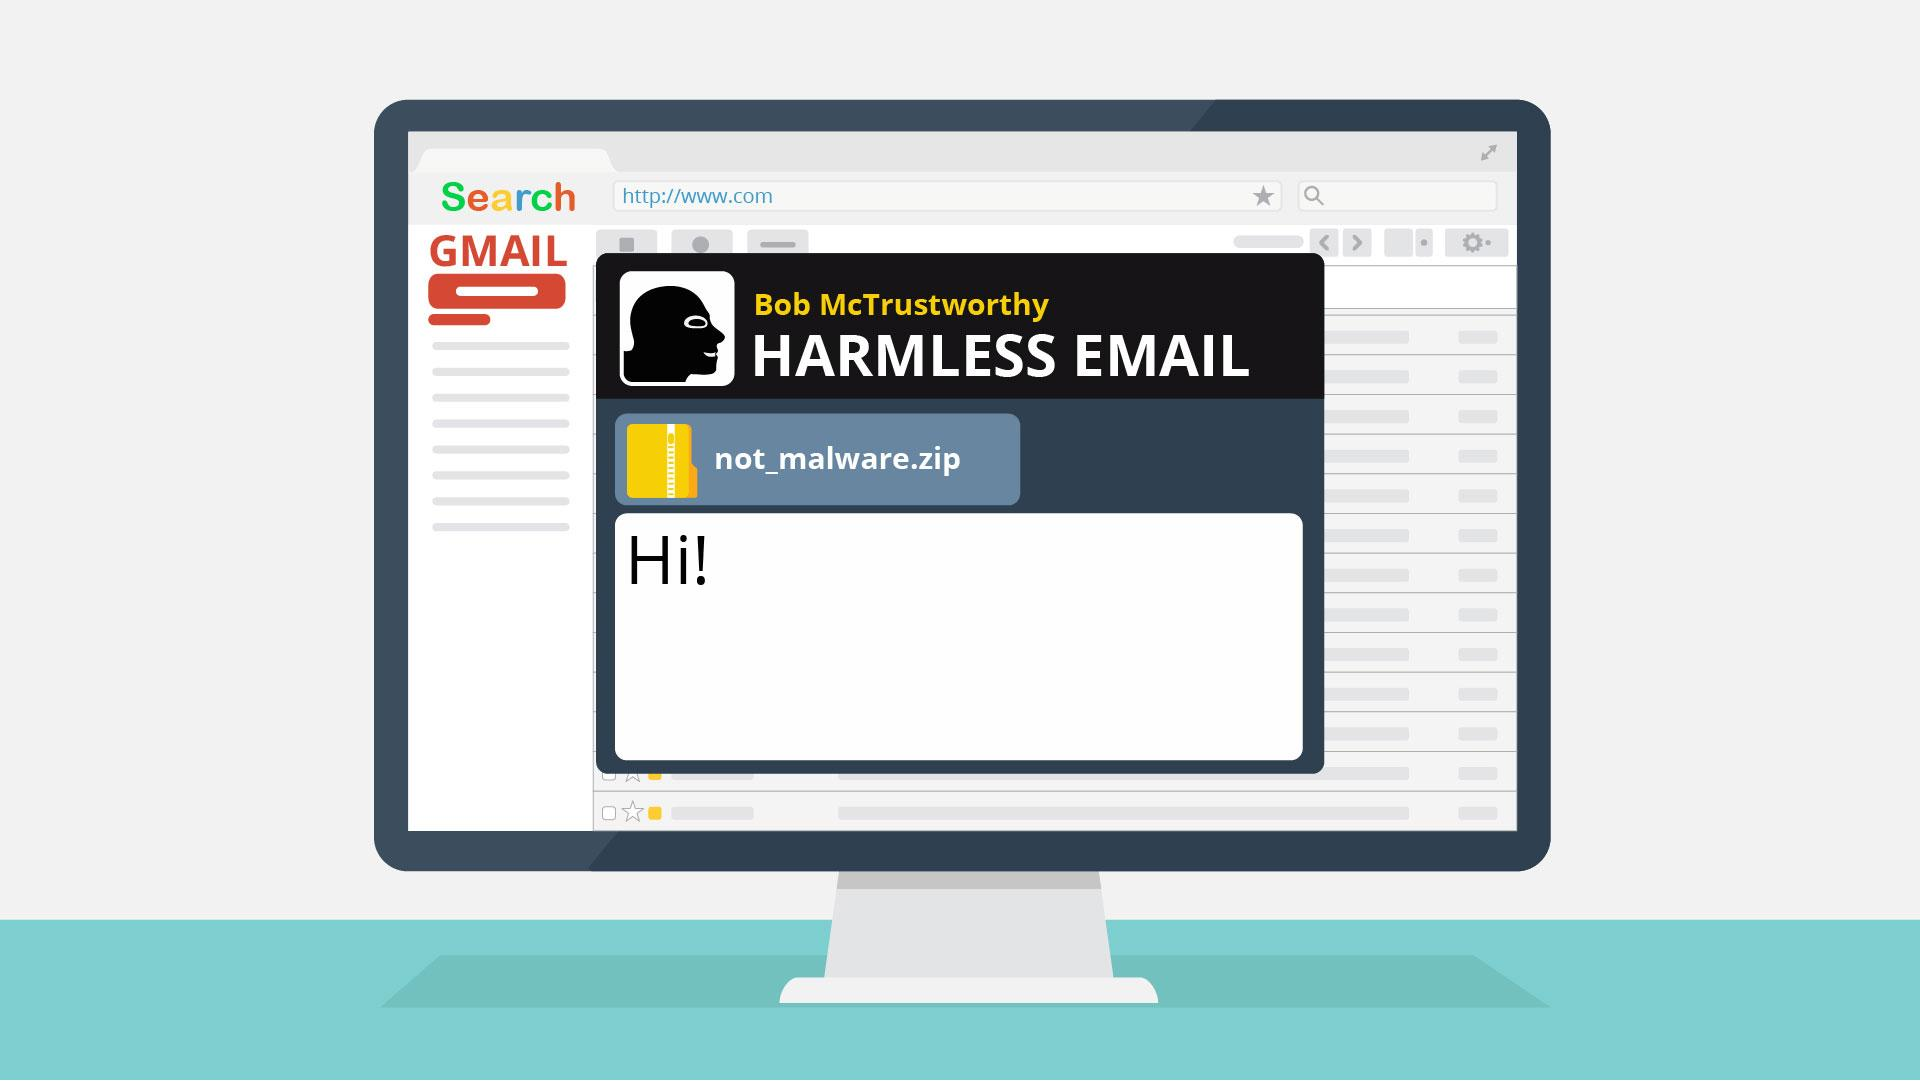 Search
http://www.com
GMAIL
Bob McTrustworthy
HARMLESS EMAIL
not_malware.zip
Hi!